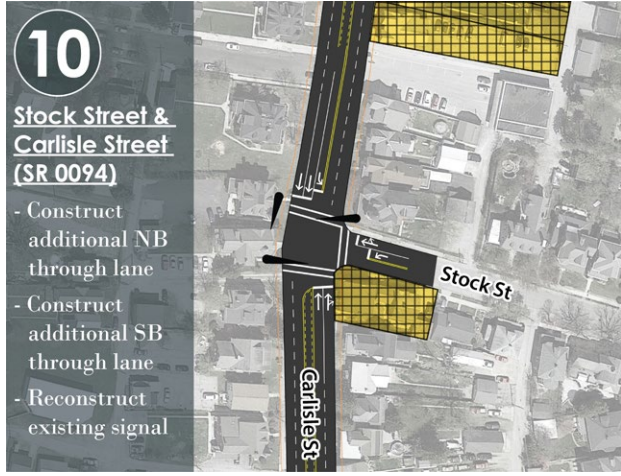 10
Stock Street &
Carlisle Street
(SR 0094)
- Construct
additional NB
through lane
- Construct
additional SB
through lane
- Reconstruct
existing signal
Stock St
Carlisle St